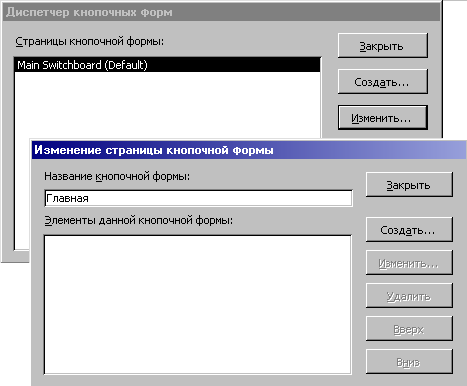 Диспетчер кнопочных форм
Страницы кнопочной формы:
Main Switchboard (Default)
Закрыть
Создать...
Изменить...
Изменение страницы кнопочной формы
Название кнопочной формы:
Главная
Элементы данной кнопочной формы:
Закрыть
Создать...
Изменить...
Удалить
Вверх
Вниз